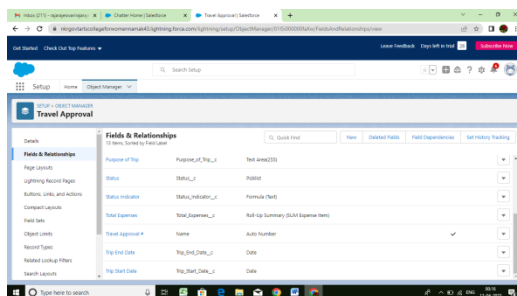 Chatter Home | Salesforce
Travel Approval | Salesforce
Get Started Check Out Top Features
Leave Feedback Days left in trial
Subscribe Now
Search Setup
Setup Home Object Manager
SETUP > OBJECT MANAGER
Travel Approval
Details
Fields & Relationships
Page Layouts
Lightning Record Pages
Buttons, Links, and Actions
Compact Layouts
Field Sets
Object Limits
Record Types
Related Lookup Filters
Search Layouts
Fields & Relationships
13 Items, Sorted by Field Label
Quick Find
New
Deleted Fields
Field Dependencies
Set History Tracking
Purpose of Trip Purpose_of_Trip__c Text Area(255)
Status Status__c Picklist
Status Indicator Status_Indicator__c Formula (Text)
Total Expenses Total_Expenses__c Roll-Up Summary (SUM Expense Item)
Travel Approval # Name Auto Number
Trip End Date Trip_End_Date__c Date
Trip Start Date Trip_Start_Date__c Date
Type here to search
ENG